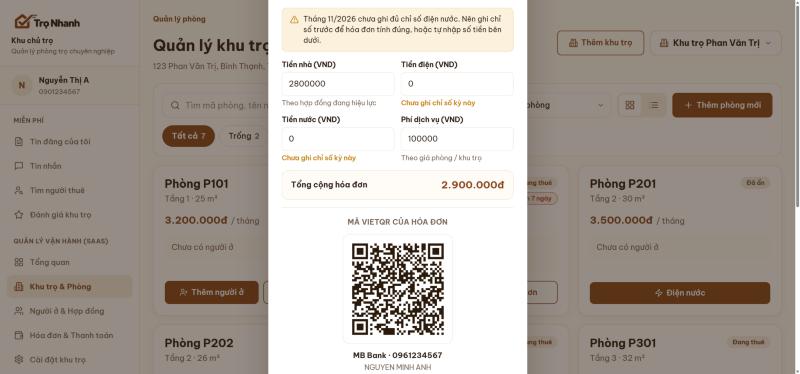 Trọ Nhanh
Khu chủ trọ
Quản lý phòng trọ chuyên nghiệp
N
Nguyễn Thị A
0901234567
MIỄN PHÍ
Tin đăng của tôi
Tin nhắn
Tìm người thuê
Đánh giá khu trọ
QUẢN LÝ VẬN HÀNH (SAAS)
Tổng quan
Khu trọ & Phòng
Người ở & Hợp đồng
Hóa đơn & Thanh toán
Cài đặt khu trọ
Quản lý phòng
Quản lý khu trọ
123 Phan Văn Trị, Bình Thạnh,
Thêm khu trọ
Khu trọ Phan Văn Trị
Tìm mã phòng, tên n
phòng
Thêm phòng mới
Tất cả 7
Trống 2
Phòng P101
Tầng 1 · 25 m²
3.200.000đ / tháng
Chưa có người ở
Thêm người ở
Phòng P202
Tầng 2 · 26 m²
Tháng 11/2026 chưa ghi đủ chỉ số điện nước. Nên ghi chỉ
số trước để hóa đơn tính đúng, hoặc tự nhập số tiền bên
dưới.
Tiền nhà (VND)
Tiền điện (VND)
2800000
0
Theo hợp đồng đang hiệu lực
Chưa ghi chỉ số kỳ này
Tiền nước (VND)
Phí dịch vụ (VND)
0
100000
Chưa ghi chỉ số kỳ này
Theo giá phòng / khu trọ
Tổng cộng hóa đơn
2.900.000đ
MÃ VIETQR CỦA HÓA ĐƠN
MB Bank · 0961234567
NGUYEN MINH ANH
thuê
7 ngày
đơn
Đang thuê
Phòng P201
Đã ẩn
Tầng 2 · 30 m²
3.500.000đ / tháng
Chưa có người ở
Điện nước
Phòng P301
Đang thuê
Tầng 3 · 32 m²